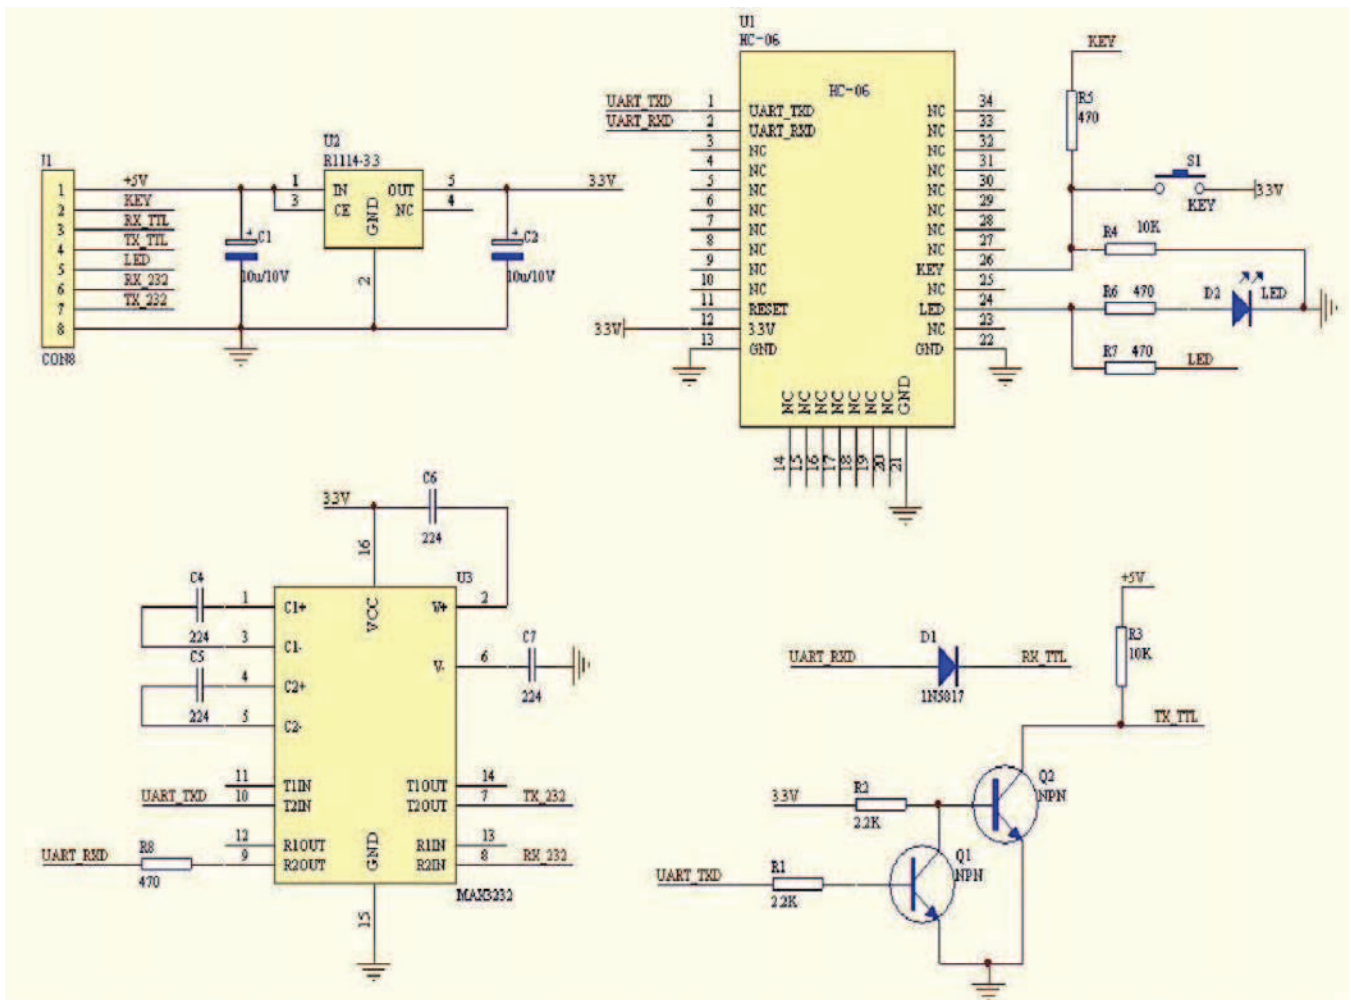 U1
HC-06
HC-06
UART_TXD 1 UART_TXD NC 34
UART_RXD 2 UART_RXD NC 33
3 NC NC 32
4 NC NC 31
5 NC NC 30
6 NC NC 29
7 NC NC 28
8 NC NC 27
9 NC KEY 26
10 NC NC 25
11 RESET LED 24
3.3V 12 3.3V NC 23
13 GND GND 22
NC NC NC NC NC NC NC GND
14 15 16 17 18 19 20 21
KEY
R5
470
S1
KEY
3.3V
R4 10K
R6 470 D2 LED
R7 470 LED
J1
1 +5V
2 KEY
3 RX_TTL
4 TX_TTL
5 LED
6 RX_232
7 TX_232
8
CON8
U2
R1114-3.3
1 IN OUT 5 3.3V
3 CE NC 4
GND
2
+ C1
10u/10V
+ C2
10u/10V
C6
3.3V
224
16
U3
C4
1 C1+ VCC V+ 2
224
3 C1-
C5
4 C2+ V- 6 C7
224
224
5 C2-
11 T1IN T1OUT 14
UART_TXD 10 T2IN T2OUT 7 TX_232
12 R1OUT GND R1IN 13
UART_RXD R8 9 R2OUT R2IN 8 RX_232
470
MAX3232
15
+5V
R3
10K
D1
UART_RXD RX_TTL
1N5817
TX_TTL
Q2
NPN
3.3V R2
2.2K
Q1
NPN
UART_TXD R1
2.2K